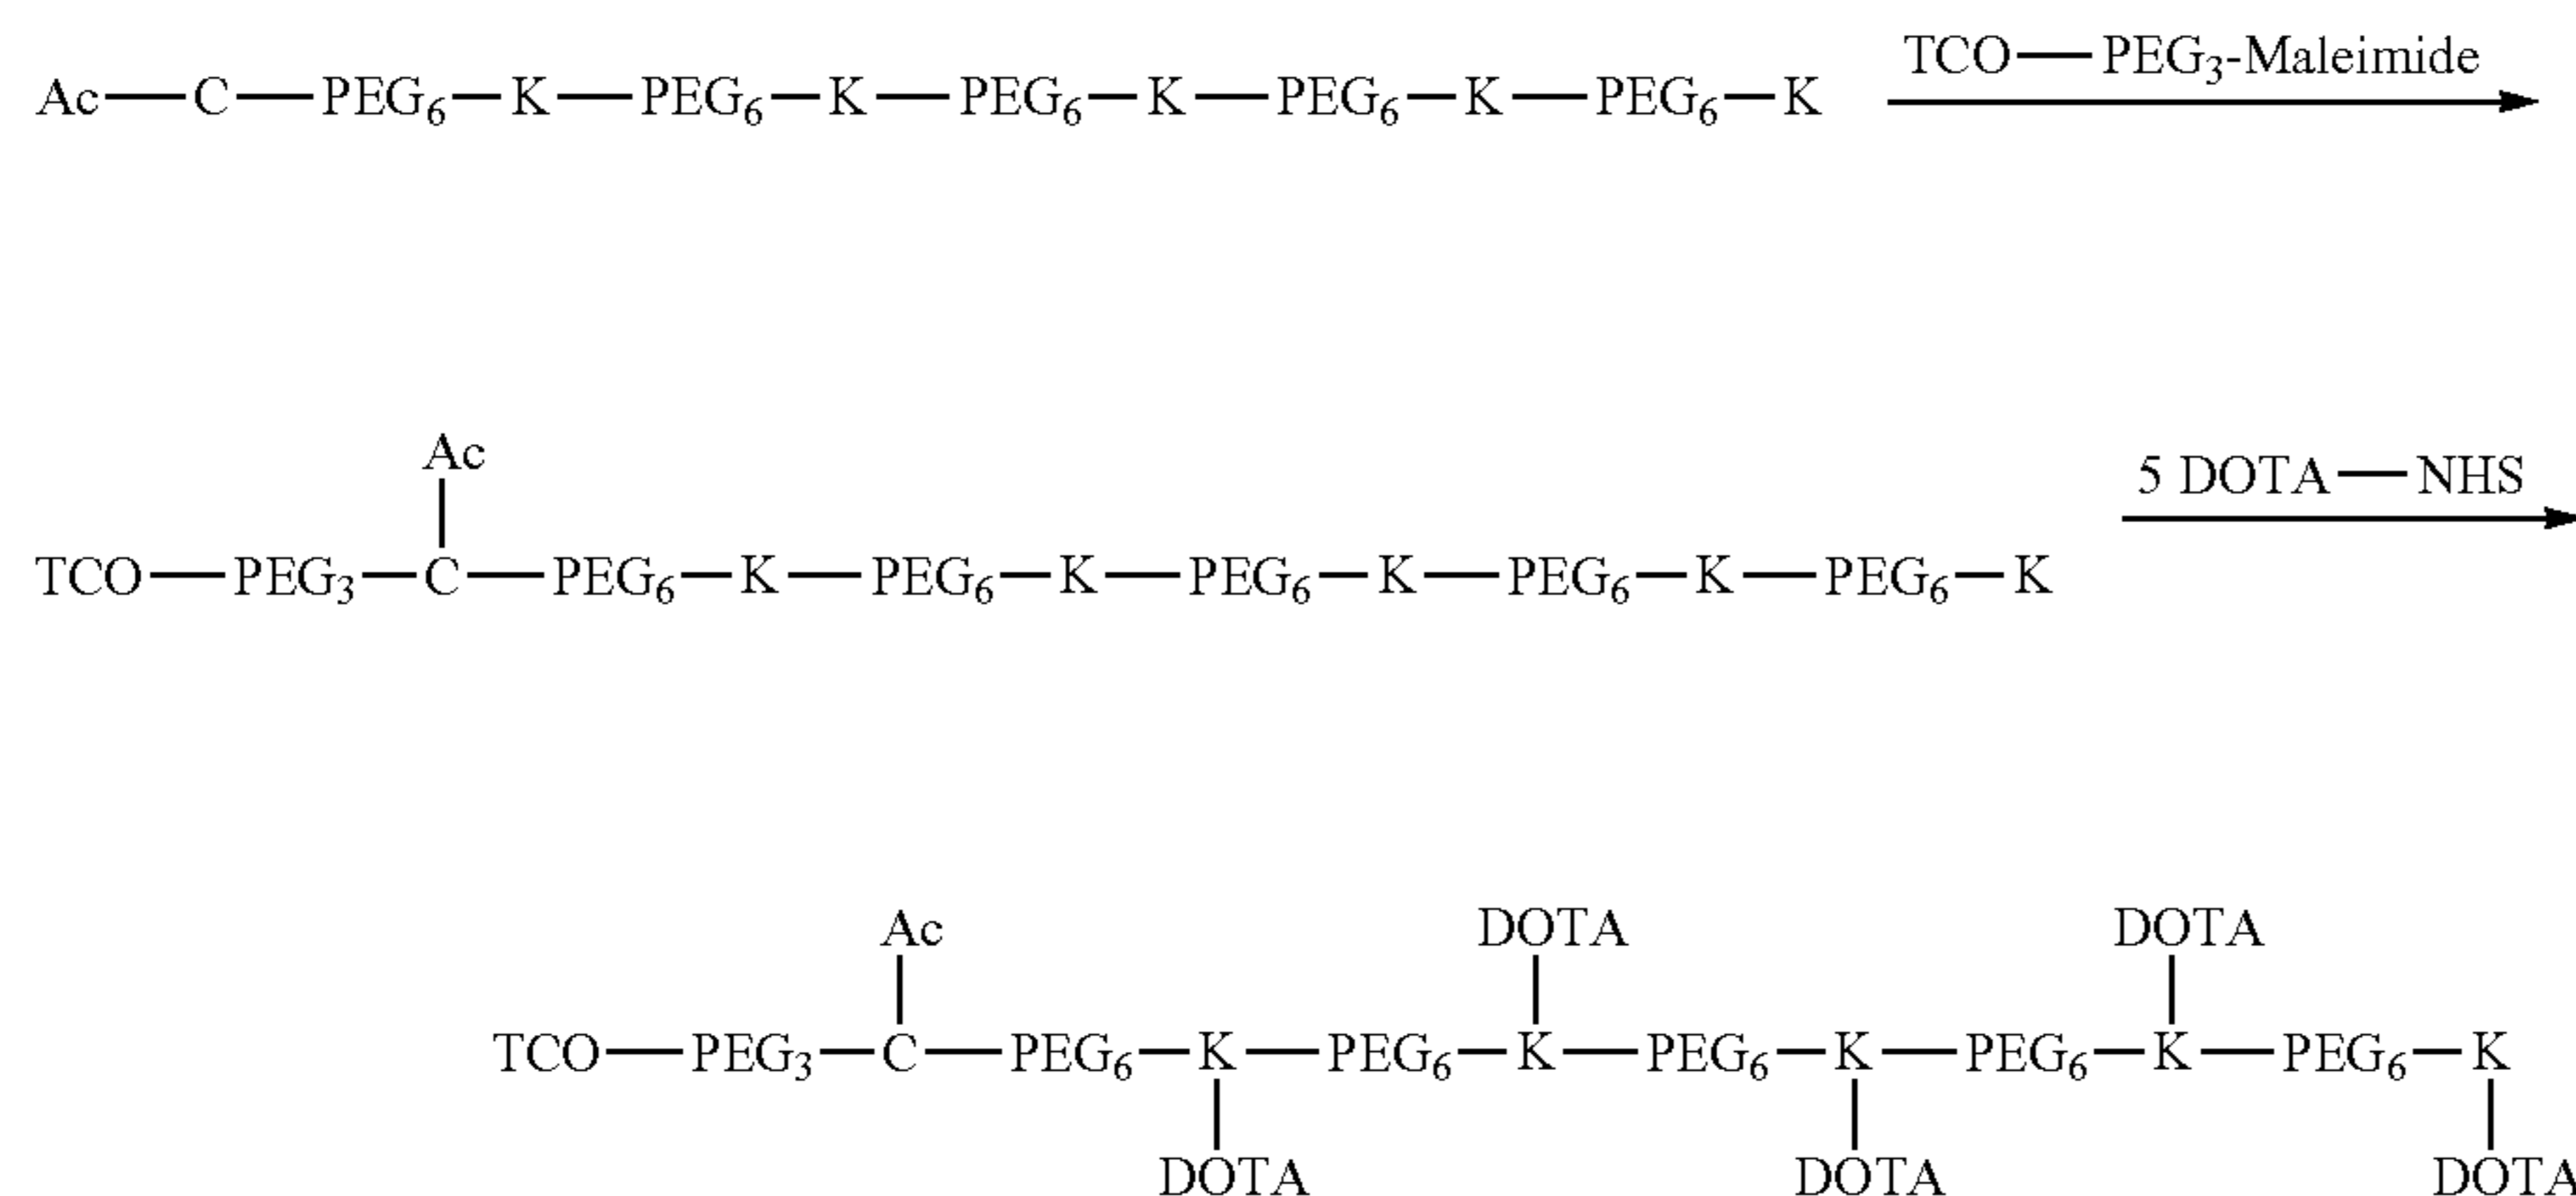 TCO—PEG₃-Maleimide
Ac—C—PEG₆—K—PEG₆—K—PEG₆—K—PEG₆—K—PEG₆—K
Ac
5 DOTA—NHS
TCO—PEG₃—C—PEG₆—K—PEG₆—K—PEG₆—K—PEG₆—K—PEG₆—K
Ac DOTA DOTA
TCO—PEG₃—C—PEG₆—K—PEG₆—K—PEG₆—K—PEG₆—K—PEG₆—K
DOTA DOTA DOTA